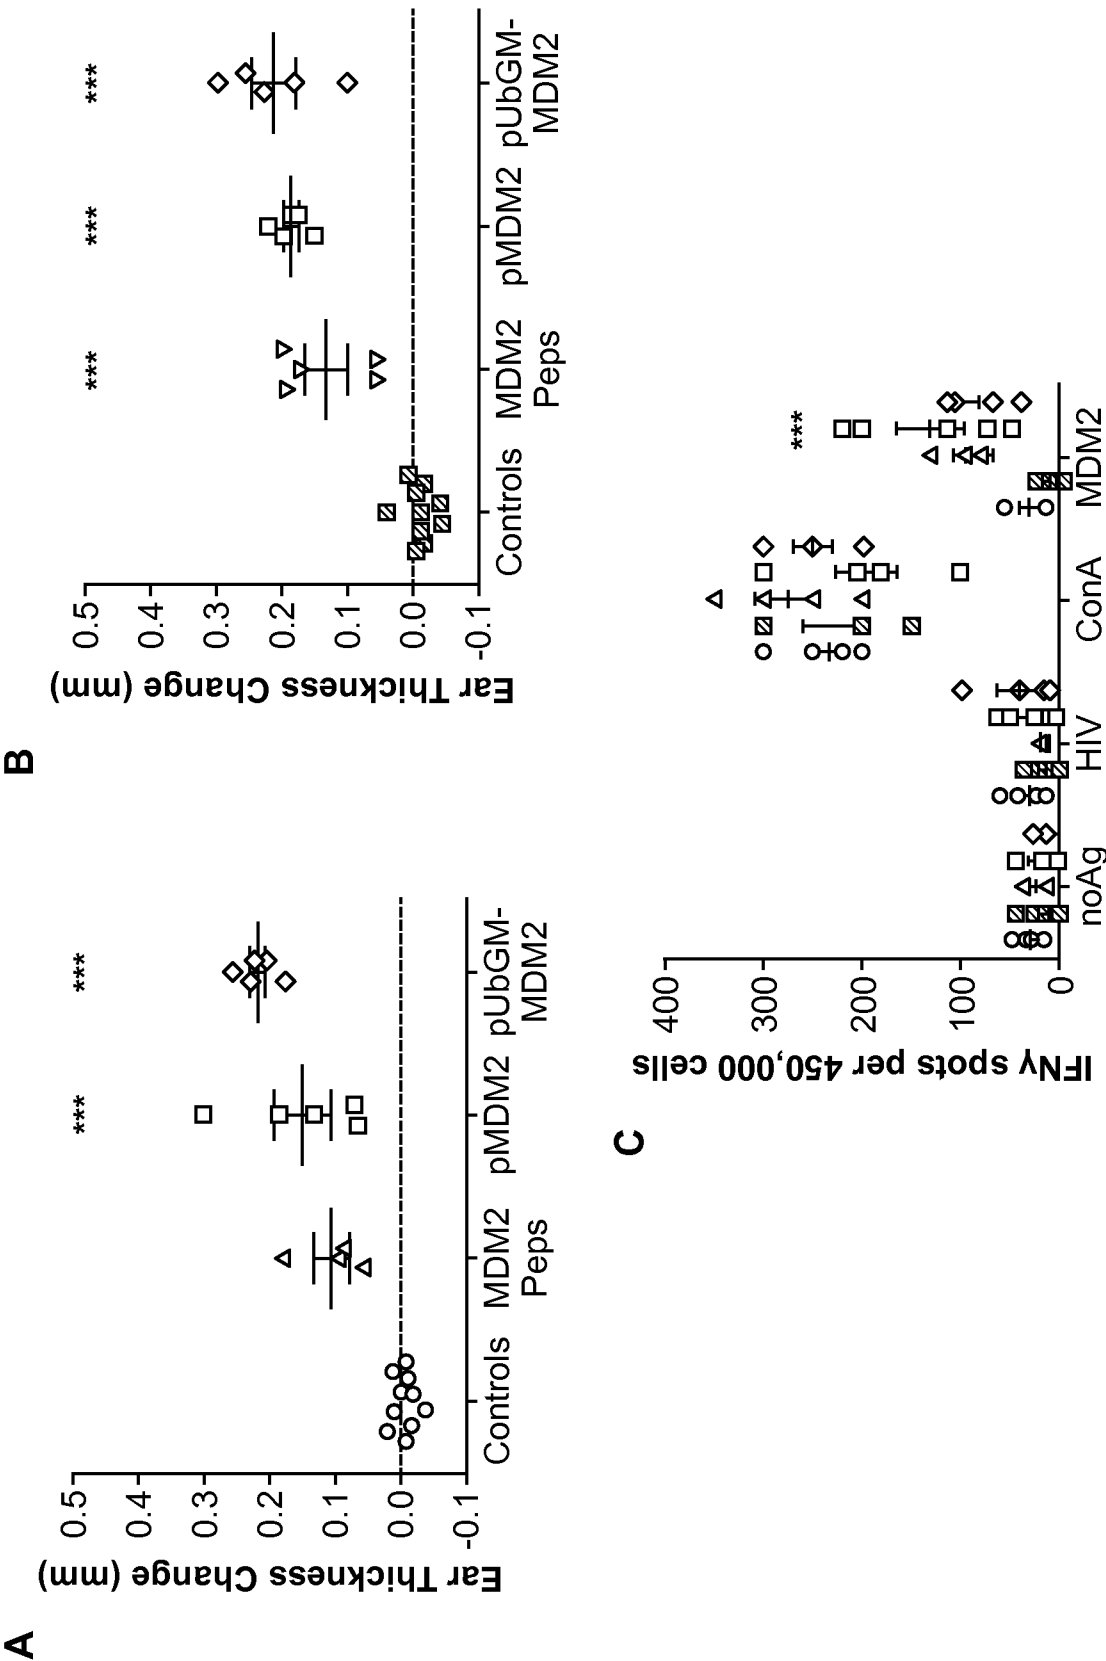 A
Ear Thickness Change (mm)
0.5
0.4
0.3
0.2
0.1
0.0
-0.1
***
***
Controls
MDM2
Peps
pMDM2
pUbGM-
MDM2
B
Ear Thickness Change (mm)
0.5
0.4
0.3
0.2
0.1
0.0
-0.1
***
***
***
Controls
MDM2
Peps
pMDM2
pUbGM-
MDM2
C
IFNγ spots per 450,000 cells
400
300
200
100
0
***
noAg
HIV
ConA
MDM2